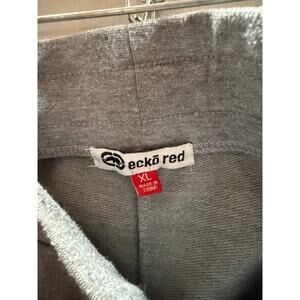 eckō red
XL
MADE IN
CHINA